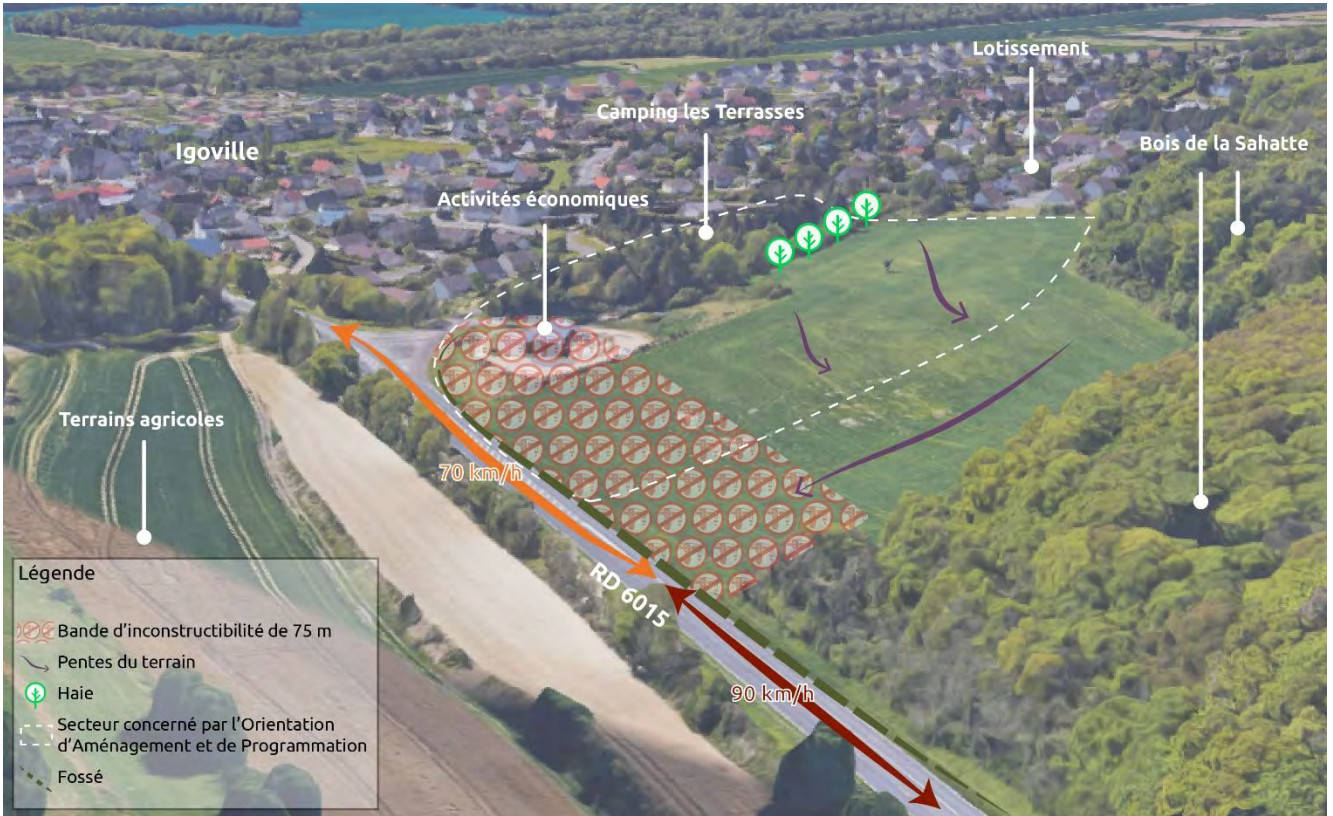 Lotissement
Camping les Terrasses
Bois de la Sahatte
Igoville
Activités économiques
Terrains agricoles
70 km/h
RD 6015
90 km/h
Légende
Bande d'inconstructibilité de 75 m
Pentes du terrain
Haie
Secteur concerné par l'Orientation
d'Aménagement et de Programmation
Fossé